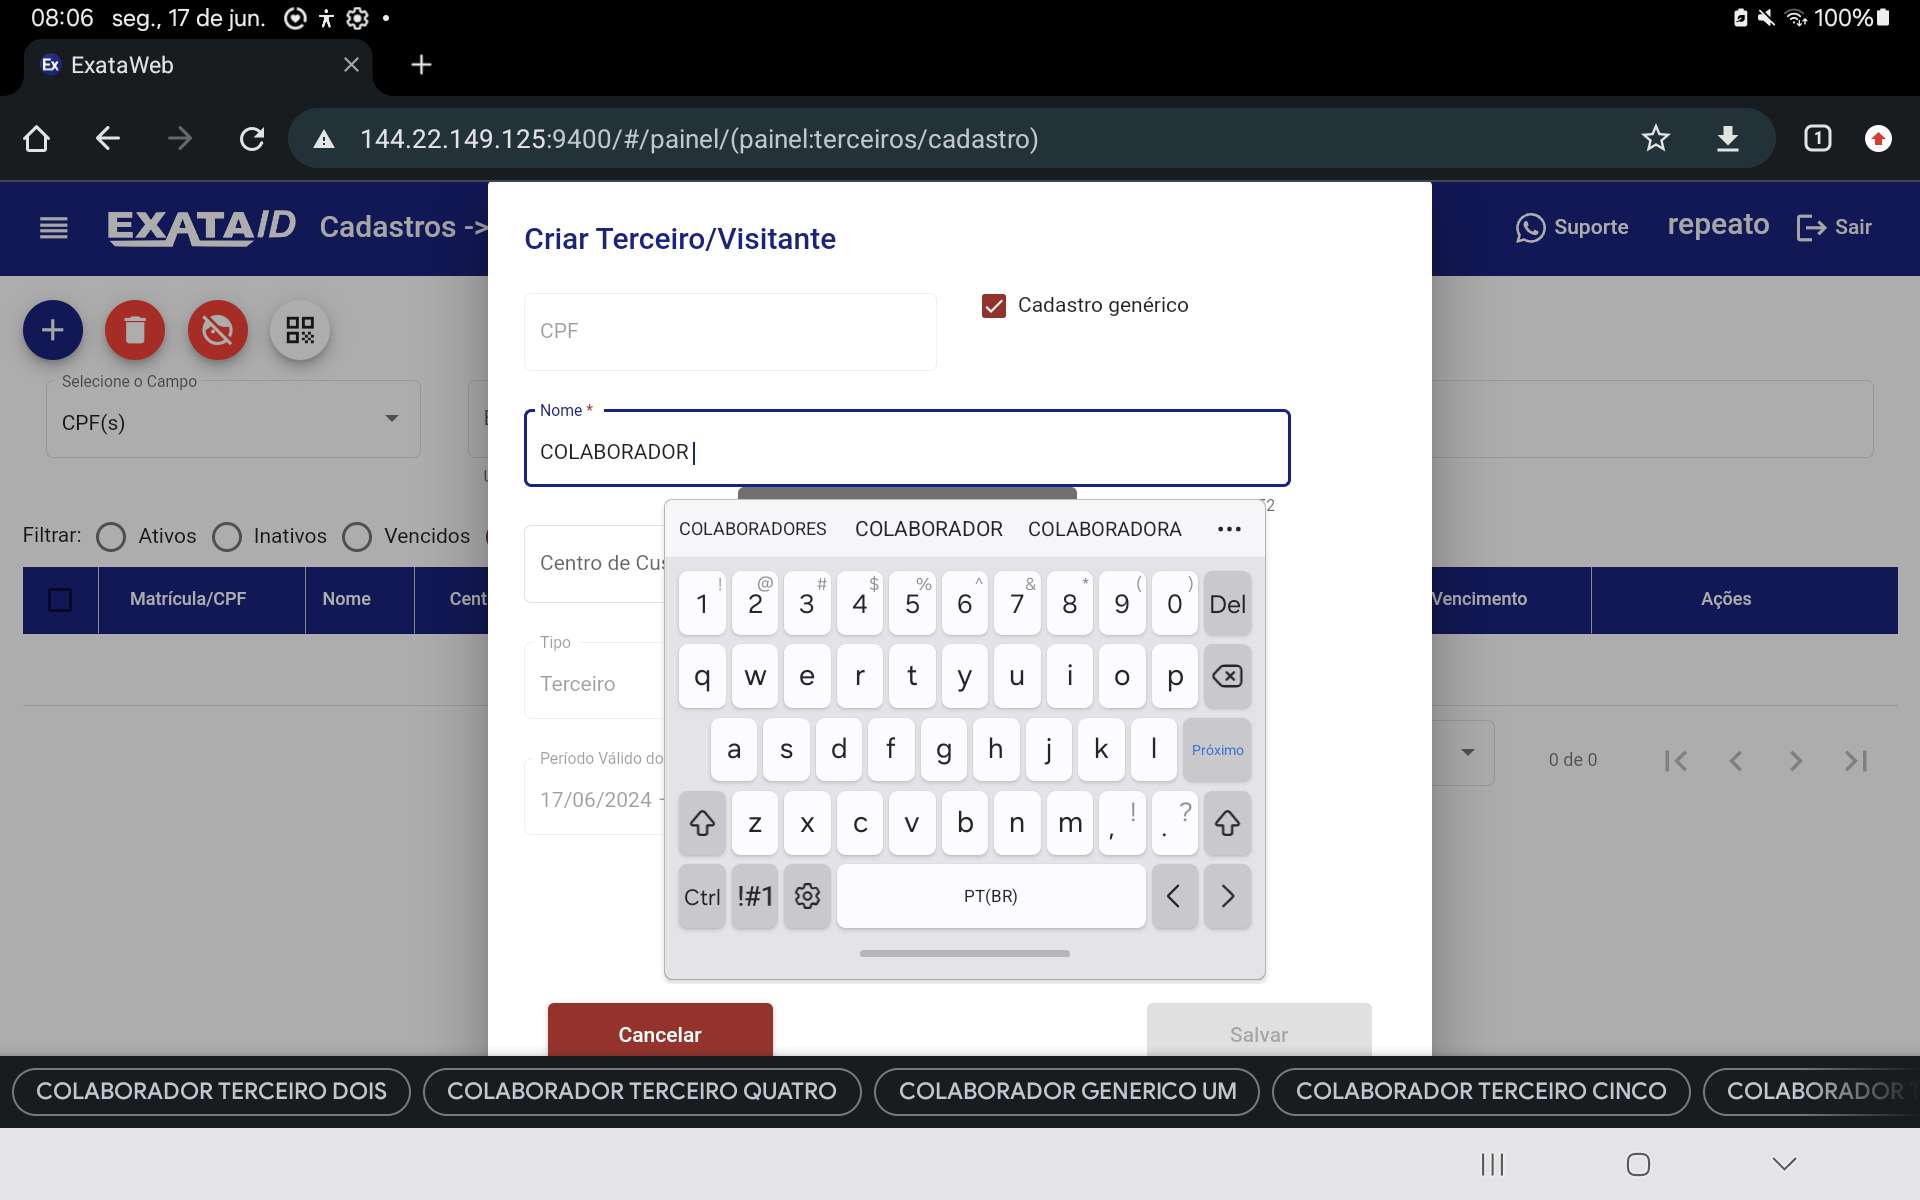 08:06 seg., 17 de jun. 100%
Ex ExataWeb
144.22.149.125:9400/#/painel/(painel:terceiros/cadastro) 1
EXATAID Cadastros -> Suporte repeato Sair
Criar Terceiro/Visitante
CPF
Cadastro genérico
Selecione o Campo
CPF(s)
Nome *
COLABORADOR
Filtrar: Ativos Inativos Vencidos
Matrícula/CPF Nome Cent Vencimento Ações
Centro de Cus
Tipo
Terceiro
Período Válido do
17/06/2024 -
0 de 0
COLABORADORES COLABORADOR COLABORADORA
! @ # $ % ^ & * ( )
1 2 3 4 5 6 7 8 9 0 Del
q w e r t y u i o p
a s d f g h j k l Próximo
z x c v b n m , ! . ?
Ctrl !#1 PT(BR)
Cancelar Salvar
COLABORADOR TERCEIRO DOIS COLABORADOR TERCEIRO QUATRO COLABORADOR GENERICO UM COLABORADOR TERCEIRO CINCO COLABORADOR T